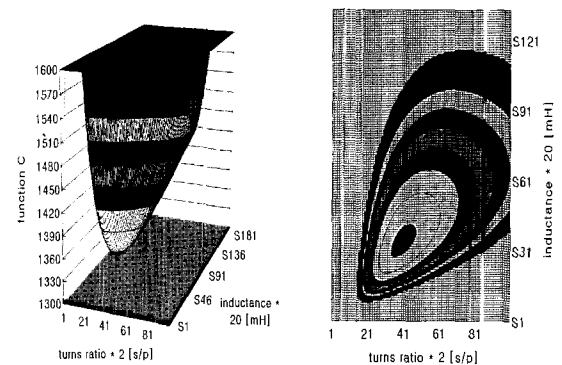 1600
1570
1540
1510
1480
1450
1420
1390
1360
1330
1300
function C
1 21 41 61 81
turns ratio * 2 [s/p]
S181
S136
S91
S46
S1
inductance *
20 [mH]
S121
S91
S61
S31
S1
inductance * 20 [mH]
1 21 41 61 81
turns ratio * 2 [s/p]